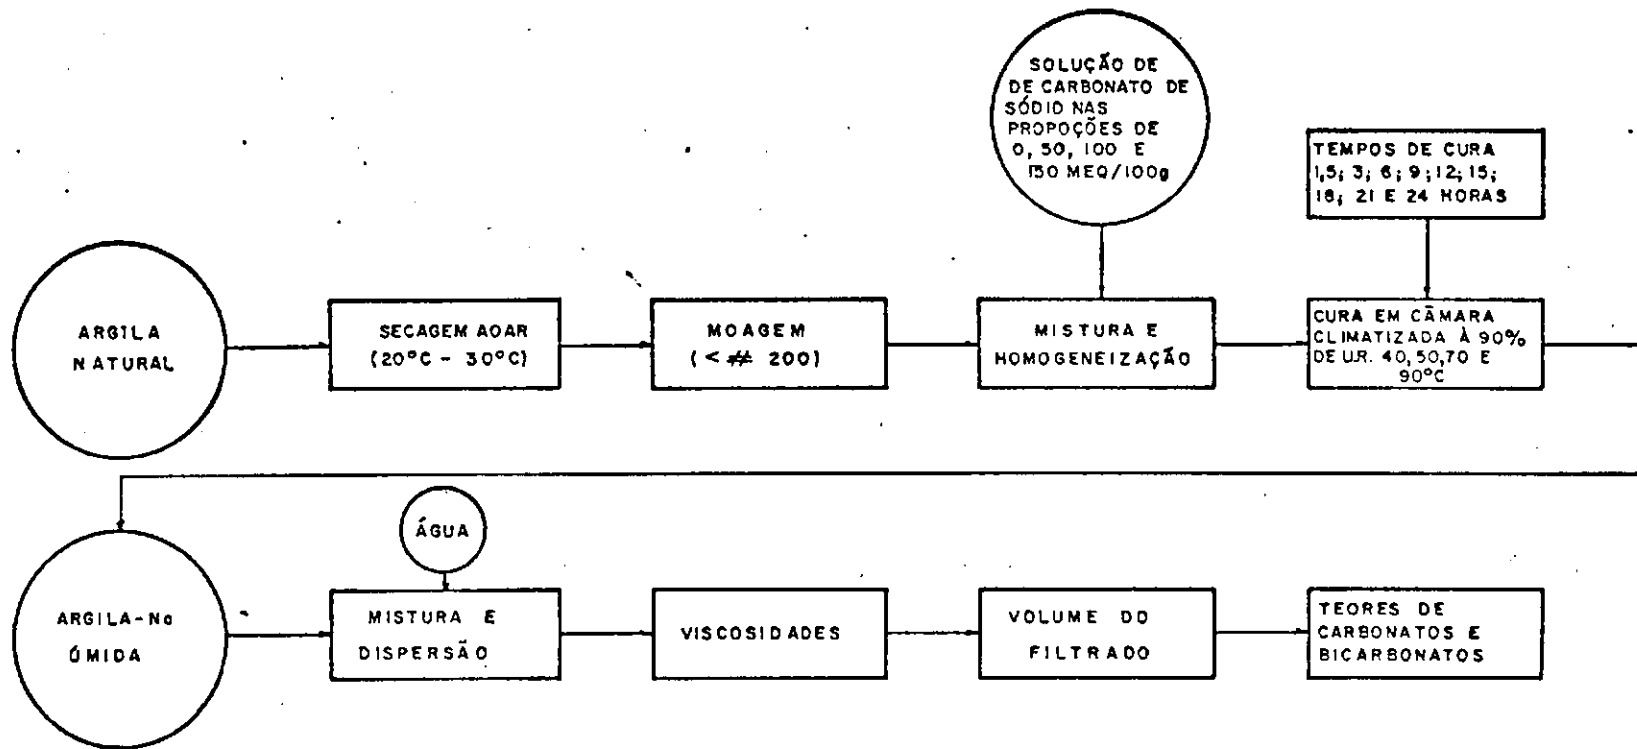 SOLUÇÃO DE
DE CARBONATO DE
SÓDIO NAS
PROPOÇÕES DE
0, 50, 100 E
150 MEQ/100g
TEMPOS DE CURA
1,5; 3; 6; 9; 12; 15;
18; 21 E 24 HORAS
ARGILA
NATURAL
SECAGEM AO AR
(20°C - 30°C)
MOAGEM
(< # 200)
MISTURA E
HOMOGENEIZAÇÃO
CURA EM CÂMARA
CLIMATIZADA À 90%
DE U.R. 40, 50, 70 E
90°C
ARGILA-Na
ÚMIDA
ÁGUA
MISTURA E
DISPERSÃO
VISCOSIDADES
VOLUME DO
FILTRADO
TEORES DE
CARBONATOS E
BICARBONATOS